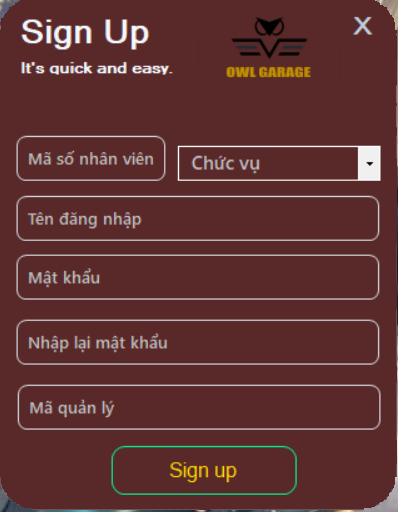 Sign Up
X
It's quick and easy.
OWL GARAGE
Mã số nhân viên
Chức vụ
Tên đăng nhập
Mật khẩu
Nhập lại mật khẩu
Mã quản lý
Sign up